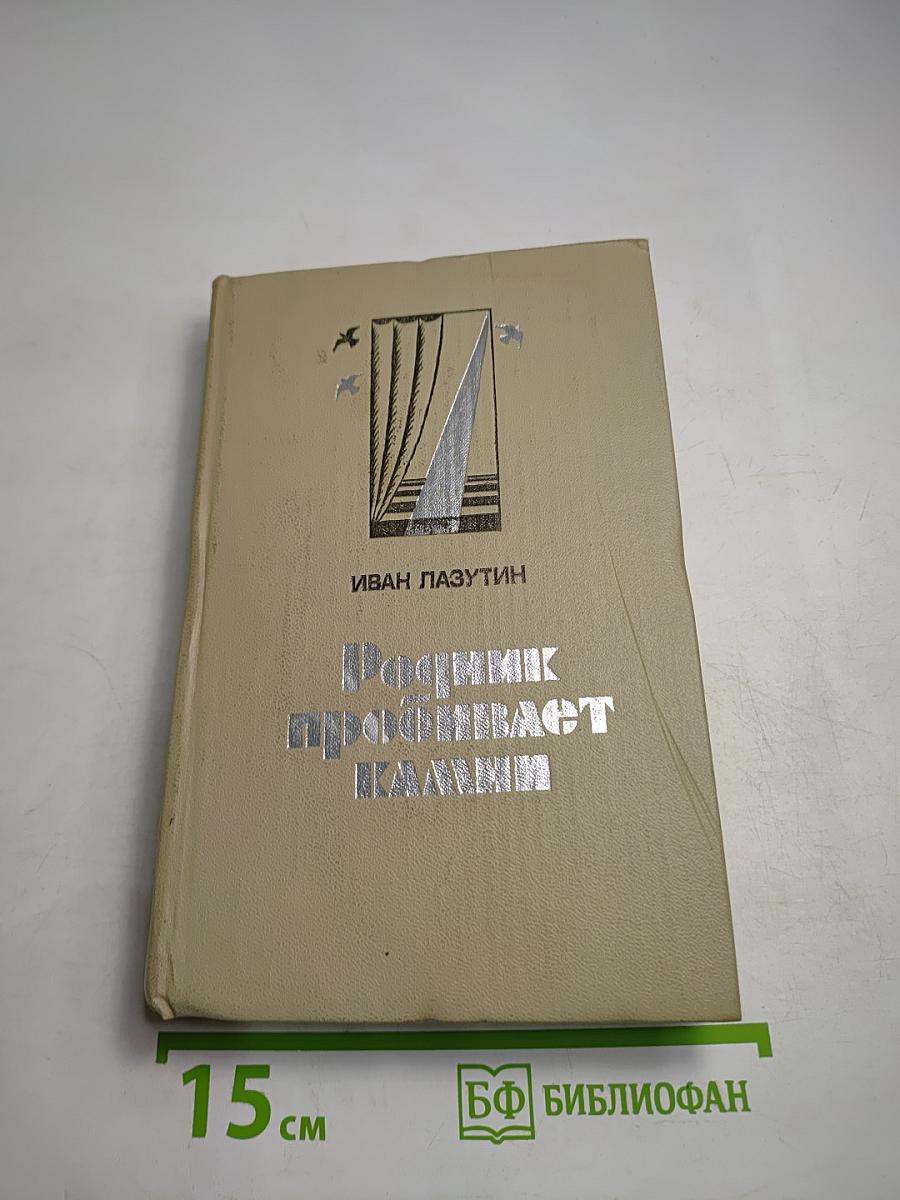 ИВАН ЛАЗУТИН
Родник
пробивает
камни
15 см
БФ БИБЛИОФАН